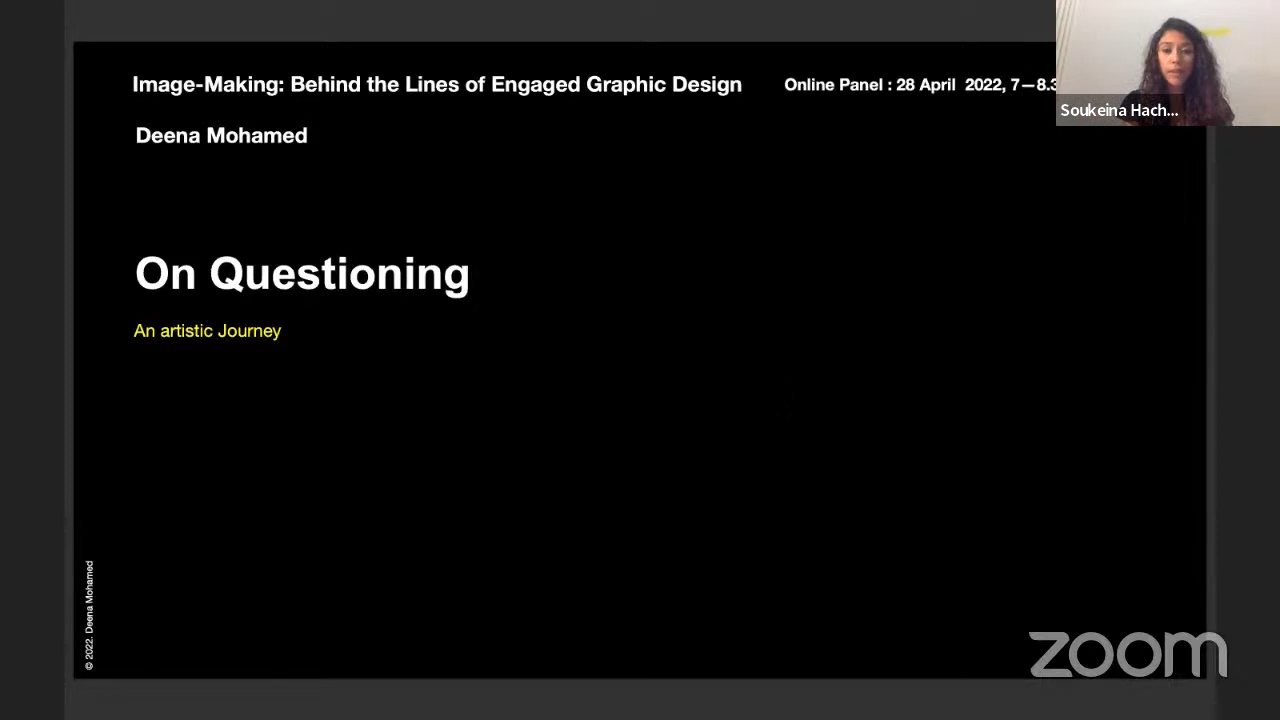 Image-Making: Behind the Lines of Engaged Graphic Design
Online Panel : 28 April 2022, 7—8.3
Soukeina Hach...
Deena Mohamed
On Questioning
An artistic Journey
© 2022. Deena Mohamed
zoom